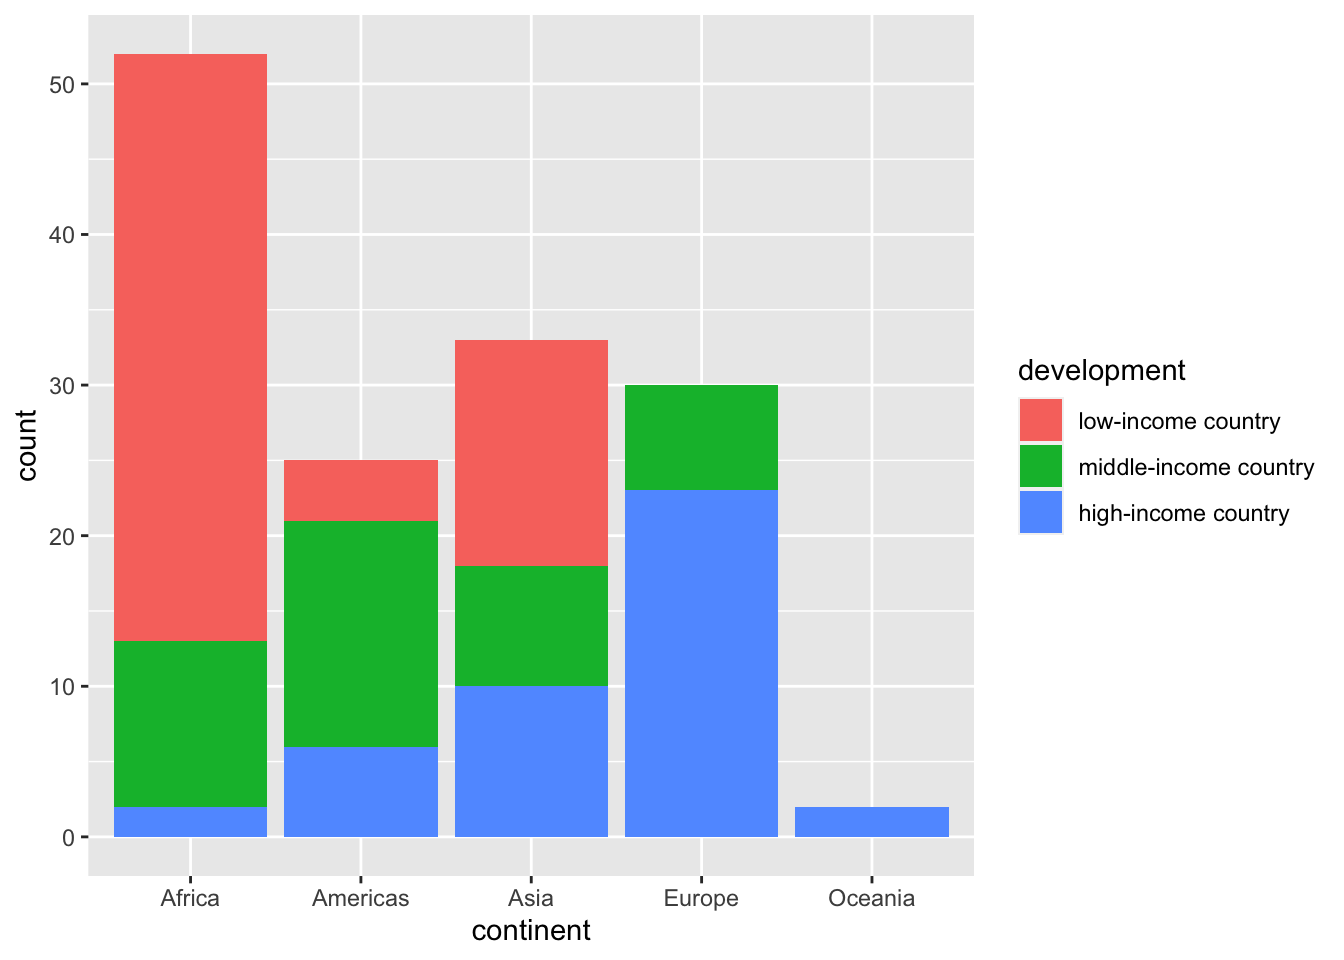 50
40
30
20
10
0
count
Africa
Americas
Asia
Europe
Oceania
continent
development
low-income country
middle-income country
high-income country